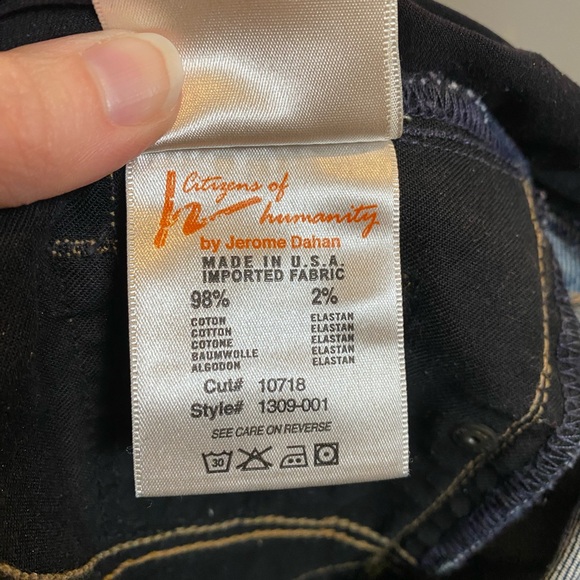 Citizens of
humanity
by Jerome Dahan
MADE IN U.S.A.
IMPORTED FABRIC
98% 2%
COTON ELASTAN
COTTON ELASTAN
COTONE ELASTAN
BAUMWOLLE ELASTAN
ALGODON ELASTAN
Cut# 10718
Style# 1309-001
SEE CARE ON REVERSE
30